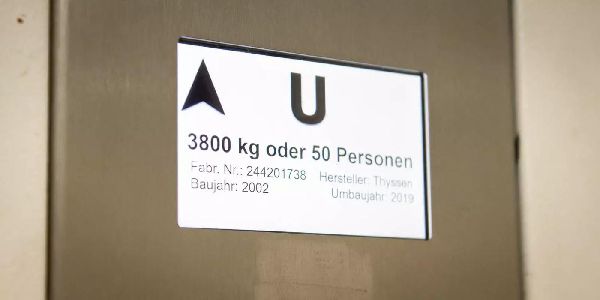 U
3800 kg oder 50 Personen
Fabr. Nr.: 244201738 Hersteller: Thyssen
Baujahr: 2002 Umbaujahr: 2019